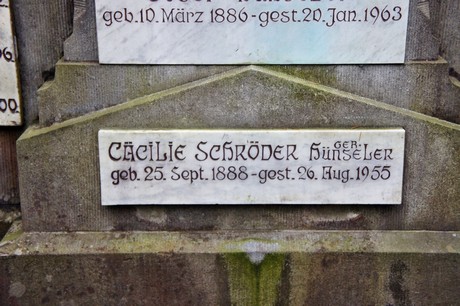 geb. 10. März 1886 - gest. 20. Jan. 1963
CÄCILIE SCHRÖDER GEB. HÜNSELER
geb. 25. Sept. 1888 - gest. 26. Aug. 1955